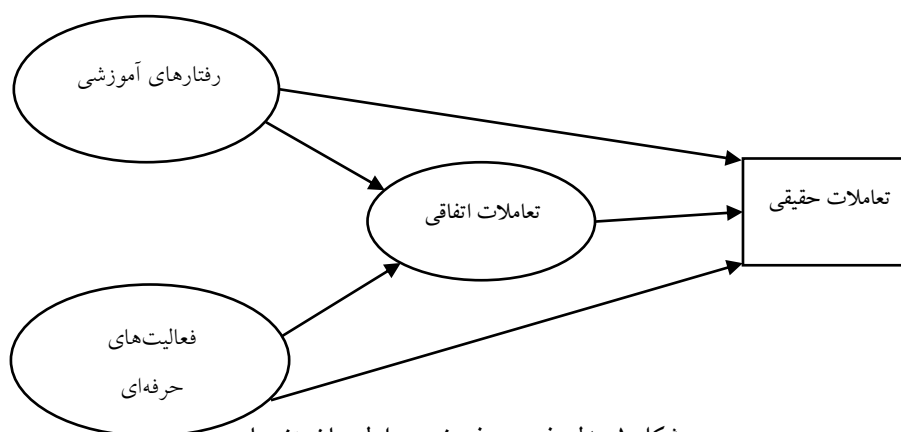 رفتارهای آموزشی
تعاملات حقیقی
تعاملات اتفاقی
فعالیت‌های
حرفه‌ای